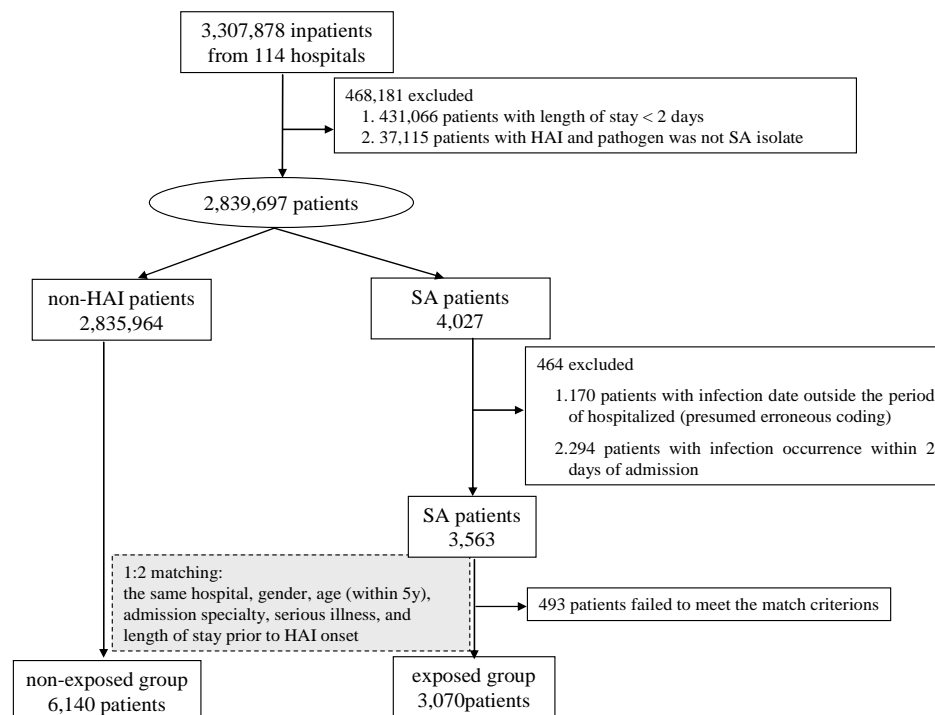 3,307,878 inpatients
from 114 hospitals
468,181 excluded
1. 431,066 patients with length of stay < 2 days
2. 37,115 patients with HAI and pathogen was not SA isolate
2,839,697 patients
non-HAI patients
2,835,964
SA patients
4,027
464 excluded
1.170 patients with infection date outside the period
of hospitalized (presumed erroneous coding)
2.294 patients with infection occurrence within 2
days of admission
SA patients
3,563
1:2 matching:
the same hospital, gender, age (within 5y),
admission specialty, serious illness, and
length of stay prior to HAI onset
493 patients failed to meet the match criterions
non-exposed group
6,140 patients
exposed group
3,070patients